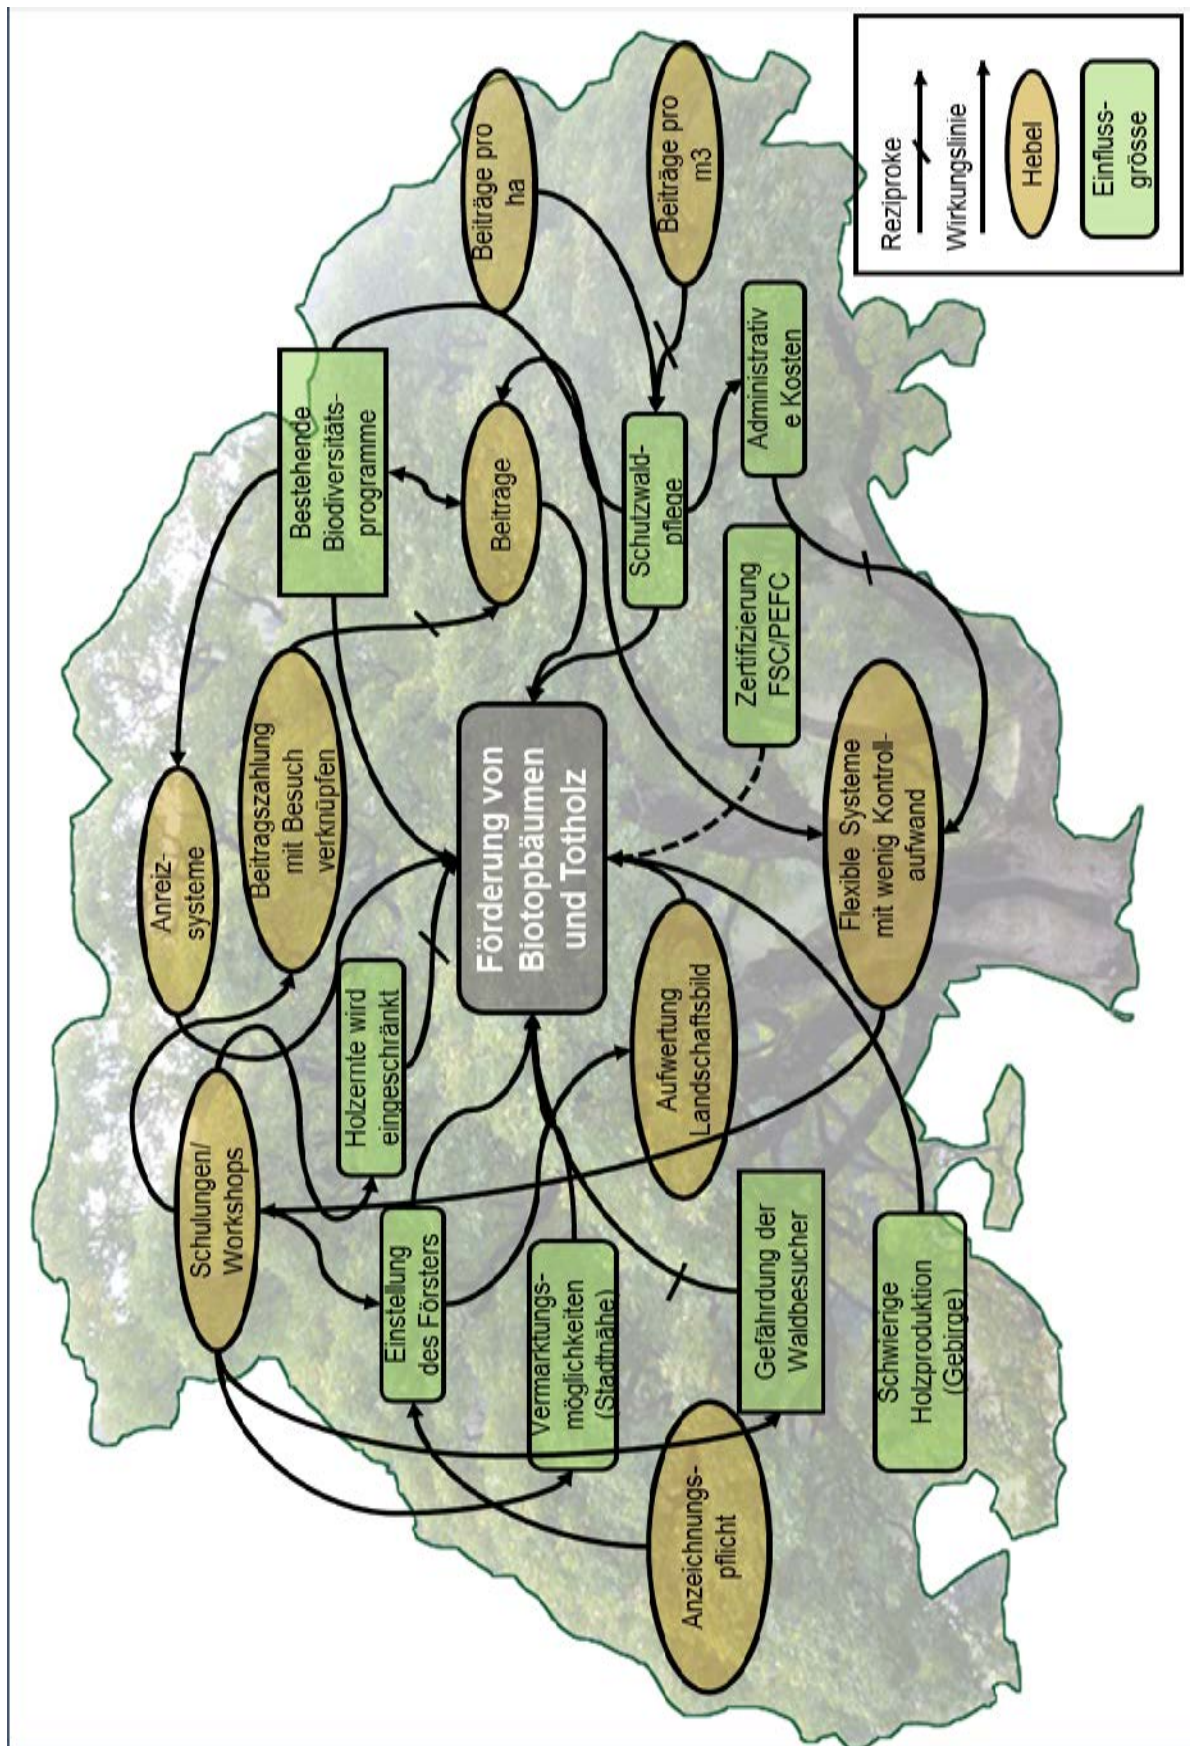 Schulungen/
Workshops
Anreiz-
systeme
Beitragszahlung
mit Besuch
verknüpfen
Bestehende
Biodiversitäts-
programme
Holzernte wird
eingeschränkt
Einstellung
des Försters
Beiträge
Beiträge pro
ha
Förderung von
Biotopbäumen
und Totholz
Vermarktungs-
möglichkeiten
(Stadtnähe)
Schutzwald-
pflege
Beiträge pro
m3
Aufwertung
Landschaftsbild
Anzeichnungs-
pflicht
Gefährdung der
Waldbesucher
Zertifizierung
FSC/PEFC
Administrativ
e Kosten
Flexible Systeme
mit wenig Kontroll-
aufwand
Schwierige
Holzproduktion
(Gebirge)
Reziproke
Wirkungslinie
Hebel
Einfluss-
grösse